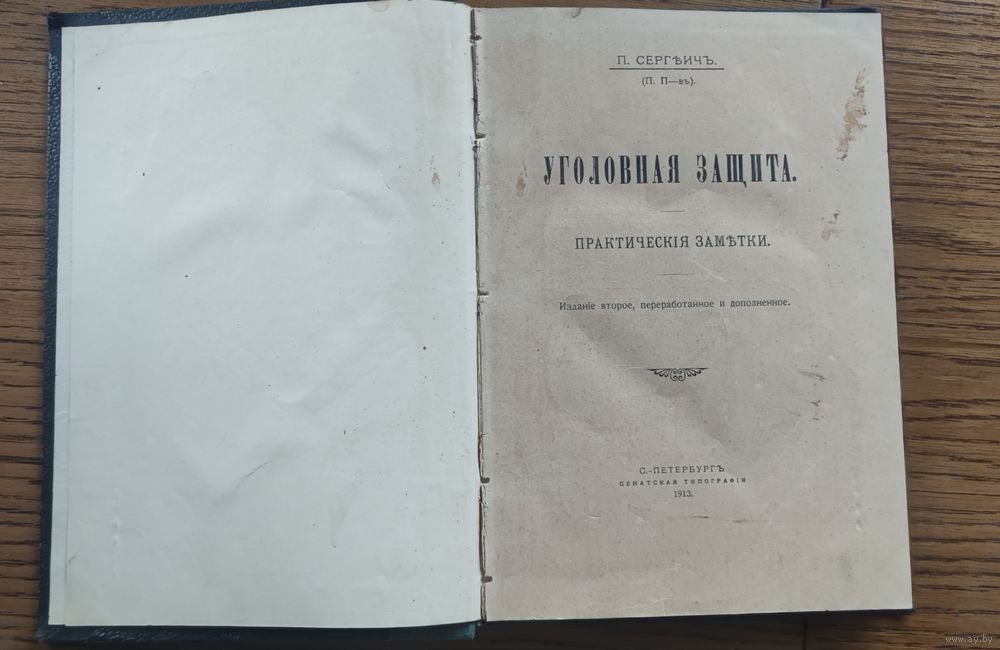 П. СЕРГѢИЧЪ.
(П. П—въ).
УГОЛОВНАЯ ЗАЩИТА.
ПРАКТИЧЕСКІЯ ЗАМѢТКИ.
Изданіе второе, переработанное и дополненное.
С.-ПЕТЕРБУРГЪ
СЕНАТСКАЯ ТИПОГРАФІЯ
1913.
www.ay.by